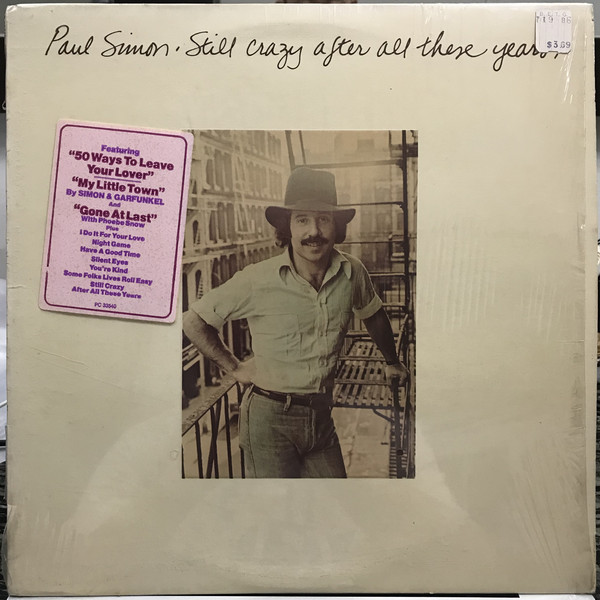 Paul Simon • Still crazy after all these years
$3.69
Featuring
"50 Ways To Leave
Your Lover"
"My Little Town"
By SIMON & GARFUNKEL
And
"Gone At Last"
With Phoebe Snow
Plus
I Do It For Your Love
Night Game
Have A Good Time
Silent Eyes
You're Kind
Some Folks Lives Roll Easy
Still Crazy
After All These Years
PC 33540